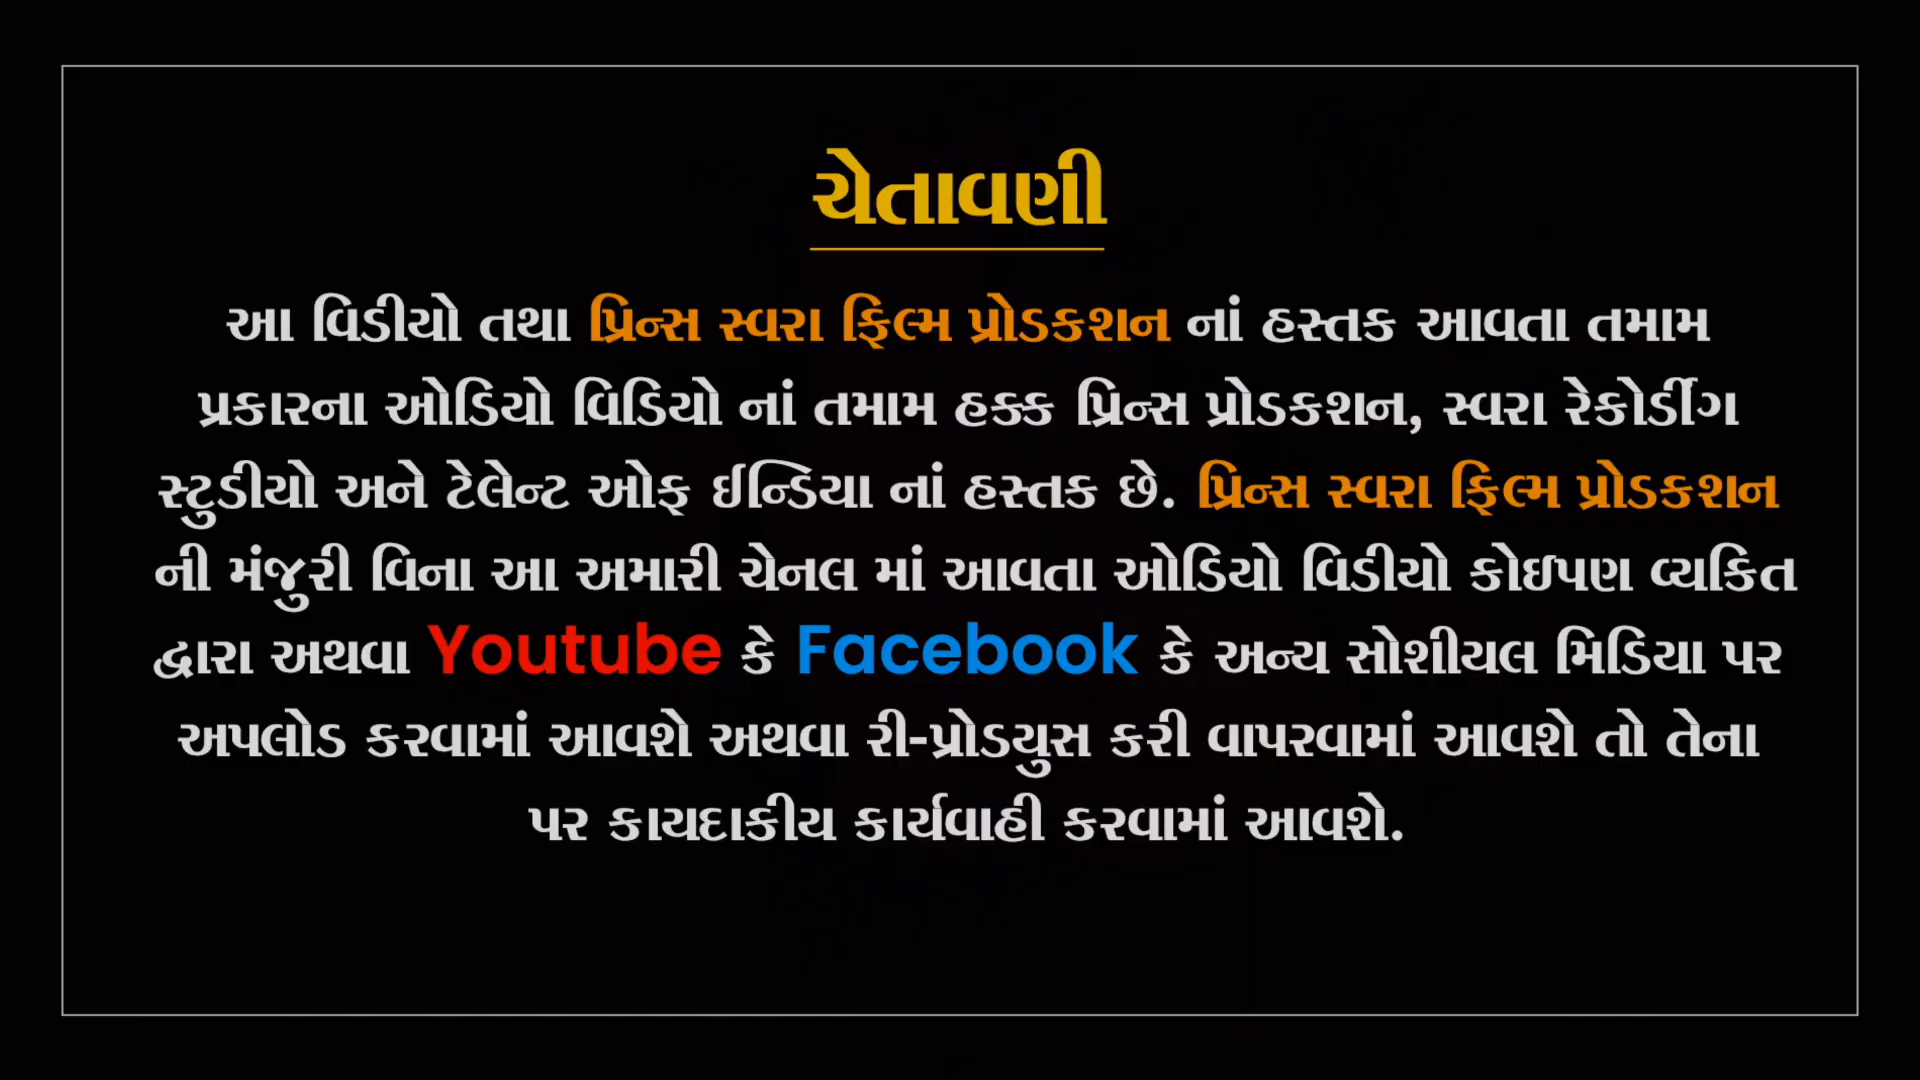 ચેતાવણી
આ વિડીયો તથા પ્રિન્સ સ્વરા ફિલ્મ પ્રોડકશન નાં હસ્તક આવતા તમામ
પ્રકારના ઓડિયો વિડિયો નાં તમામ હક્ક પ્રિન્સ પ્રોડકશન, સ્વરા રેકોર્ડીંગ
સ્ટુડીયો અને ટેલેન્ટ ઓફ ઈન્ડિયા નાં હસ્તક છે. પ્રિન્સ સ્વરા ફિલ્મ પ્રોડકશન
ની મંજુરી વિના આ અમારી ચેનલ માં આવતા ઓડિયો વિડીયો કોઇપણ વ્યકિત
દ્વારા અથવા Youtube કે Facebook કે અન્ય સોશીયલ મિડિયા પર
અપલોડ કરવામાં આવશે અથવા રી-પ્રોડયુસ કરી વાપરવામાં આવશે તો તેના
પર કાયદાકીય કાર્યવાહી કરવામાં આવશે.